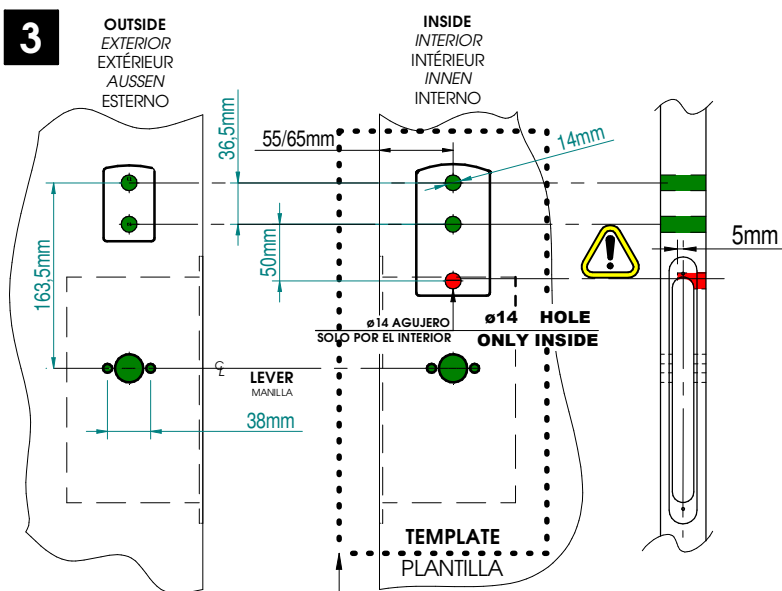 3
OUTSIDE
EXTERIOR
EXTÉRIEUR
AUSSEN
ESTERNO
INSIDE
INTERIOR
INTÉRIEUR
INNEN
INTERNO
55/65mm
36,5mm
14mm
50mm
5mm
163,5mm
ø14 AGUJERO
SOLO POR EL INTERIOR
ø14 HOLE
ONLY INSIDE
℄
LEVER
MANILLA
38mm
TEMPLATE
PLANTILLA